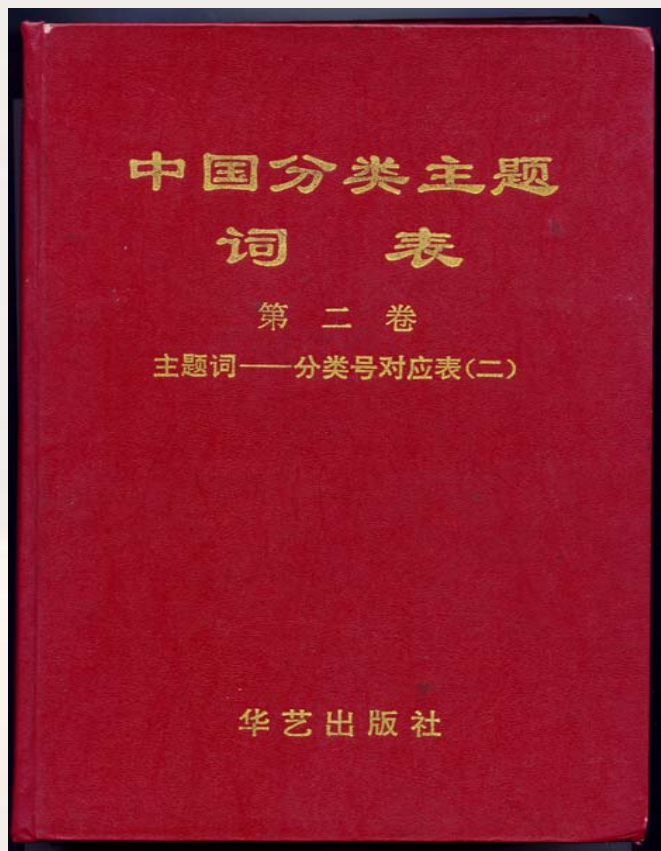 中国分类主题
词表
第二卷
主题词——分类号对应表(二)
华艺出版社